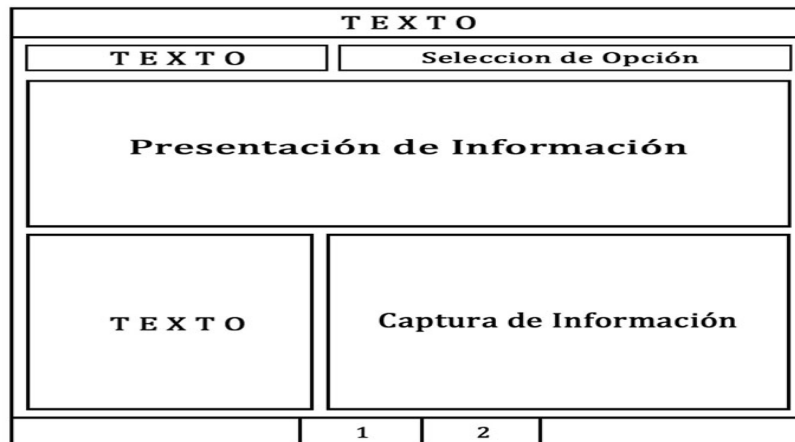 T E X T O
T E X T O
Seleccion de Opción
Presentación de Información
T E X T O
Captura de Información
1
2